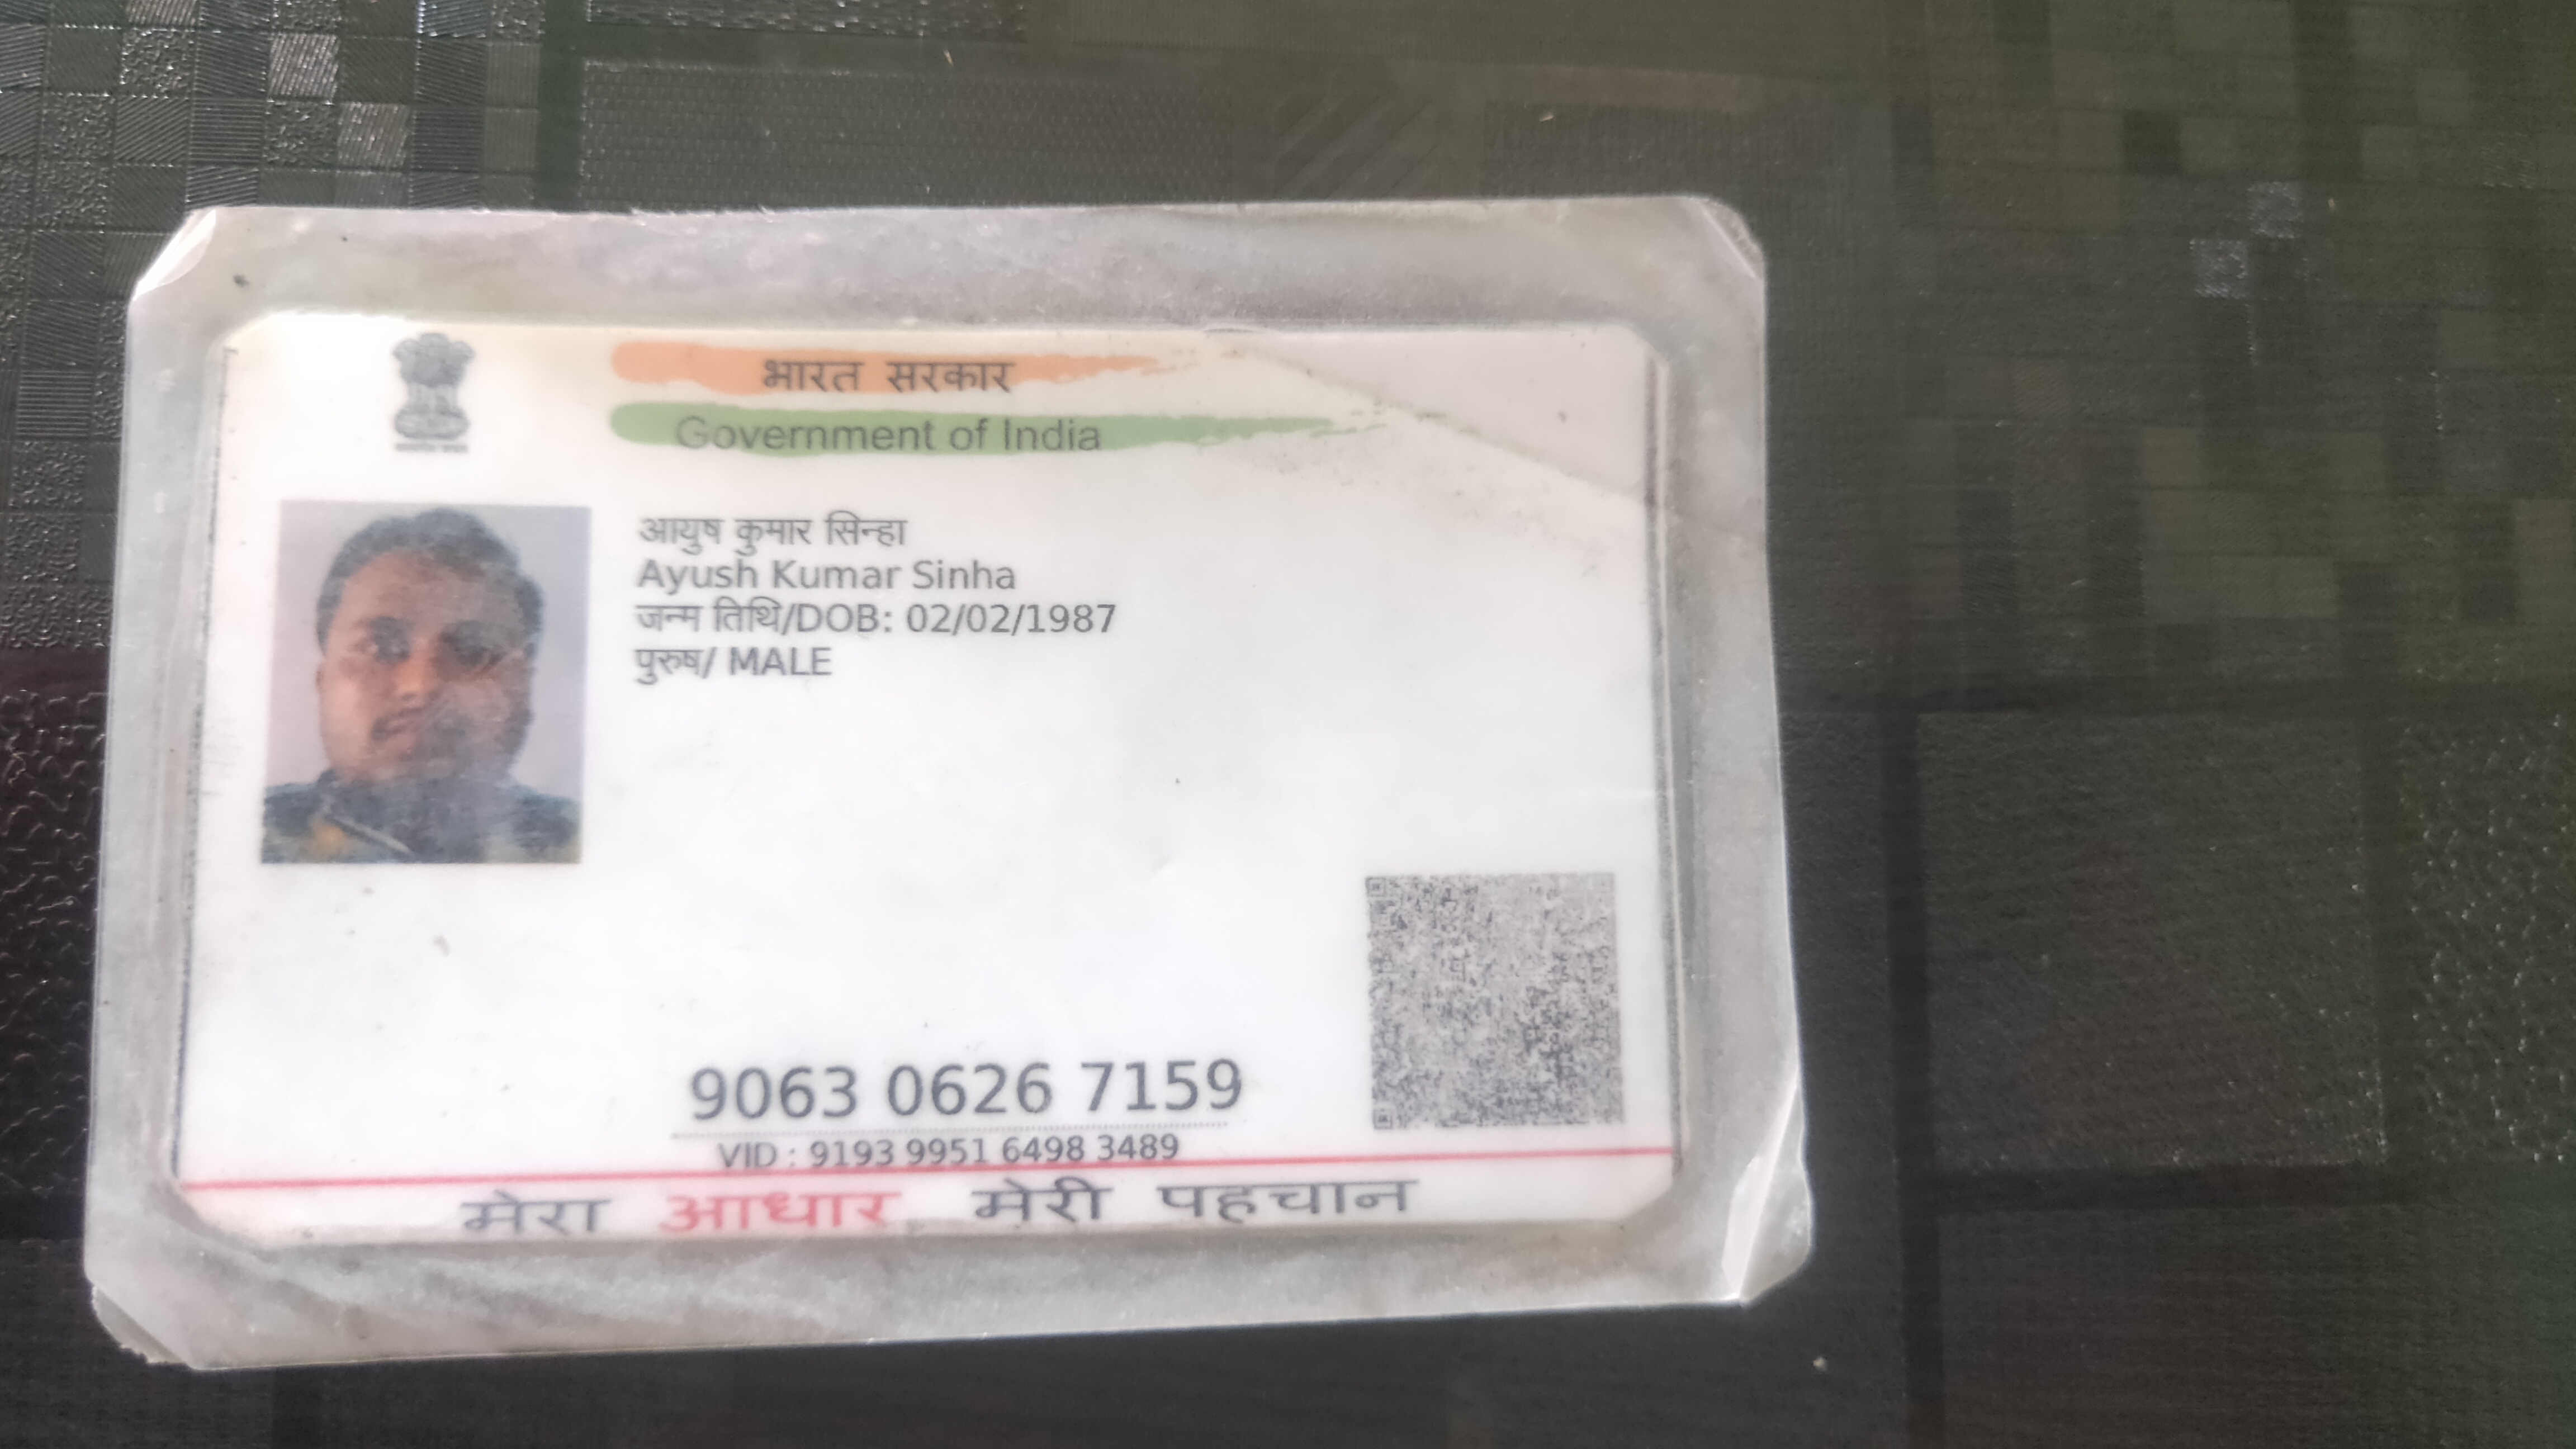 भारत सरकार
Government of India
आयुष कुमार सिन्हा
Ayush Kumar Sinha
जन्म तिथि/DOB: 02/02/1987
पुरुष/ MALE
9063 0626 7159
VID : 9193 9951 6498 3489
मेरा आधार मेरी पहचान